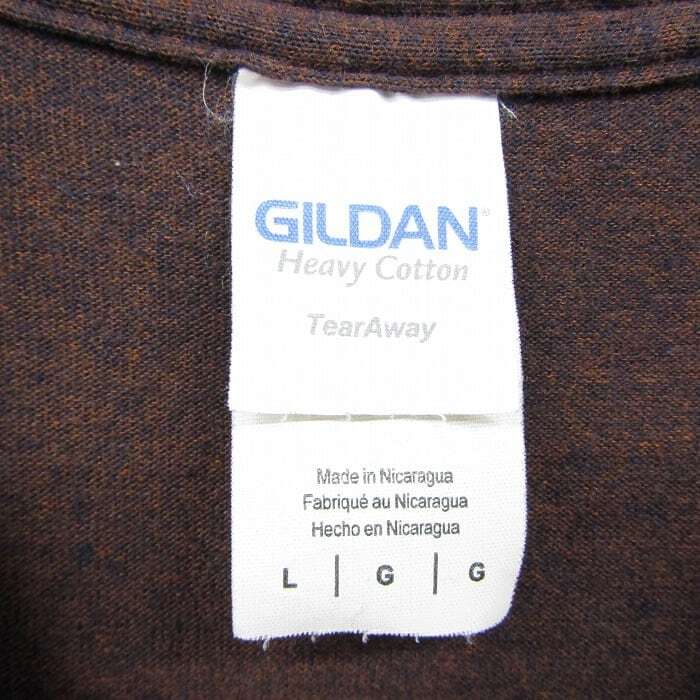 GILDAN®
Heavy Cotton
TearAway
Made in Nicaragua
Fabriqué au Nicaragua
Hecho en Nicaragua
L | G | G